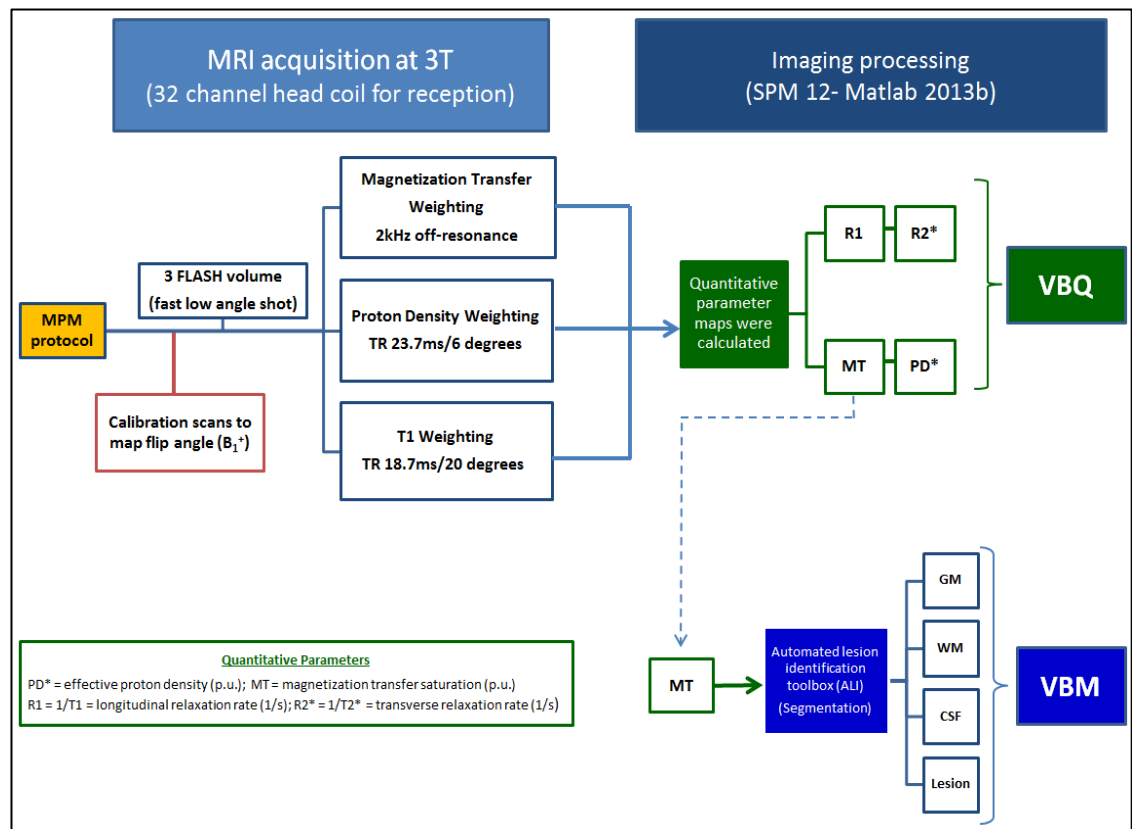 MRI acquisition at 3T
(32 channel head coil for reception)
Imaging processing
(SPM 12- Matlab 2013b)
MPM
protocol
3 FLASH volume
(fast low angle shot)
Calibration scans to
map flip angle (B₁⁺)
Magnetization Transfer
Weighting
2kHz off-resonance
Proton Density Weighting
TR 23.7ms/6 degrees
T1 Weighting
TR 18.7ms/20 degrees
Quantitative
parameter
maps were
calculated
R1
R2*
MT
PD*
VBQ
MT
Automated lesion
identification
toolbox (ALI)
(Segmentation)
GM
WM
CSF
Lesion
VBM
Quantitative Parameters
PD* = effective proton density (p.u.); MT = magnetization transfer saturation (p.u.)
R1 = 1/T1 = longitudinal relaxation rate (1/s); R2* = 1/T2* = transverse relaxation rate (1/s)